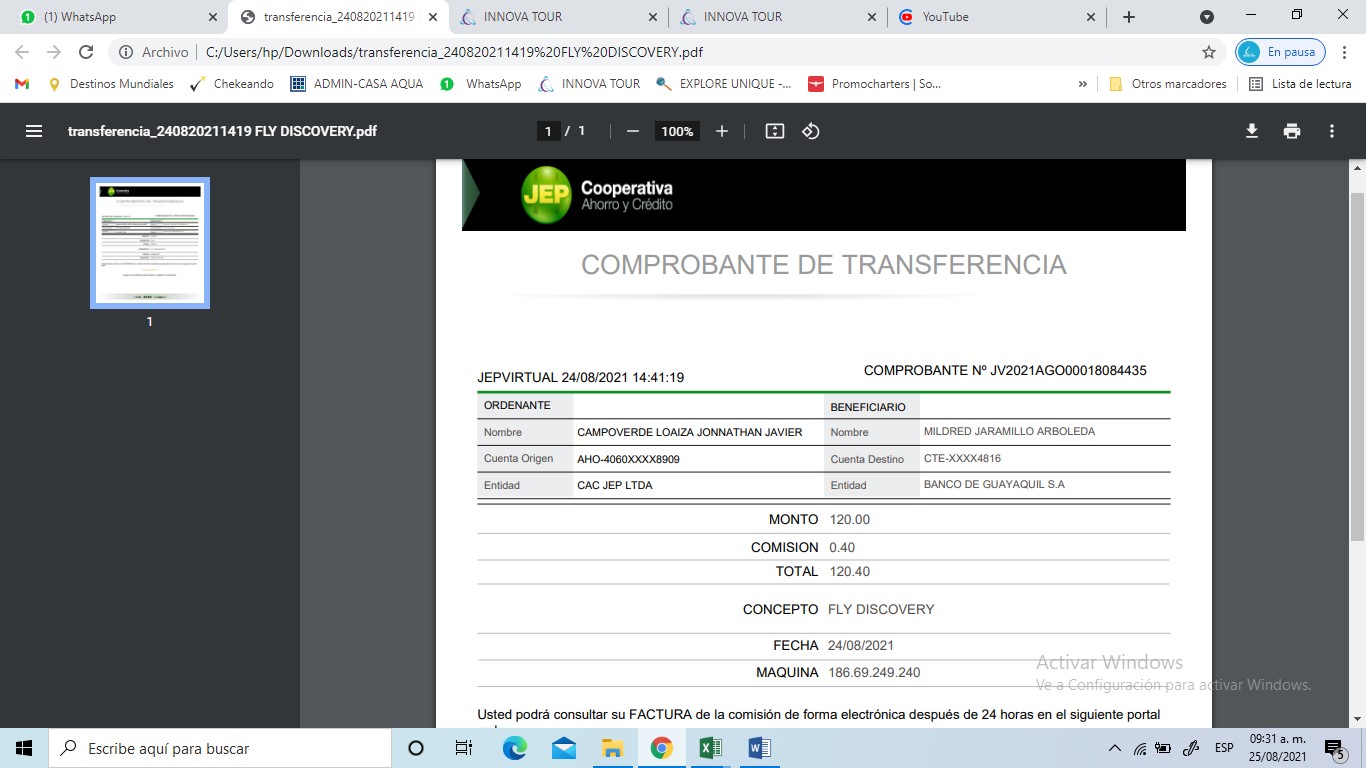 (1) WhatsApp
transferencia_240820211419
INNOVA TOUR
INNOVA TOUR
YouTube
Archivo
C:/Users/hp/Downloads/transferencia_240820211419%20FLY%20DISCOVERY.pdf
En pausa
Destinos Mundiales
Chekeando
ADMIN-CASA AQUA
WhatsApp
INNOVA TOUR
EXPLORE UNIQUE -...
Promocharters | So...
»
Otros marcadores
Lista de lectura
transferencia_240820211419 FLY DISCOVERY.pdf
1 / 1
100%
1
JEP Cooperativa
Ahorro y Crédito
COMPROBANTE DE TRANSFERENCIA
COMPROBANTE Nº JV2021AGO00018084435
JEPVIRTUAL 24/08/2021 14:41:19
ORDENANTE BENEFICIARIO
Nombre CAMPOVERDE LOAIZA JONNATHAN JAVIER Nombre MILDRED JARAMILLO ARBOLEDA
Cuenta Origen AHO-4060XXXX8909 Cuenta Destino CTE-XXXX4816
Entidad CAC JEP LTDA Entidad BANCO DE GUAYAQUIL S.A
MONTO 120.00
COMISION 0.40
TOTAL 120.40
CONCEPTO FLY DISCOVERY
FECHA 24/08/2021
MAQUINA 186.69.249.240
Activar Windows
Ve a Configuración para activar Windows.
Usted podrá consultar su FACTURA de la comisión de forma electrónica después de 24 horas en el siguiente portal
Escribe aquí para buscar
ESP
09:31 a. m.
25/08/2021
5